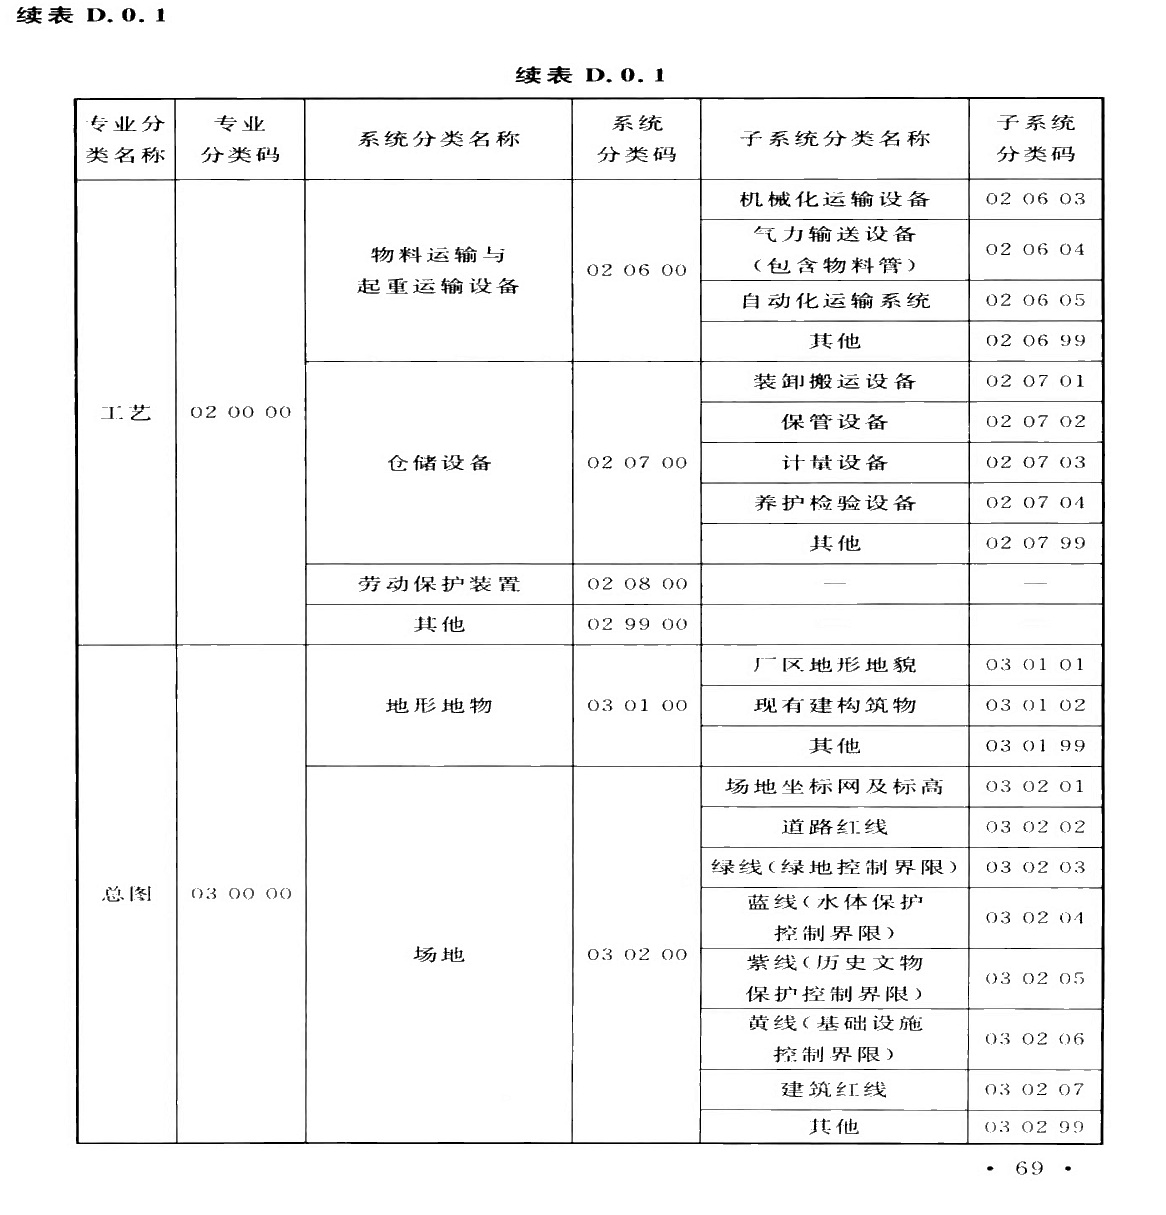 续表 D.0.1
续表 D.0.1
专业分
类名称
专业
分类码
系统分类名称
系统
分类码
子系统分类名称
子系统
分类码
工艺
02 00 00
物料运输与
起重运输设备
02 06 00
机械化运输设备
02 06 03
气力输送设备
(包含物料管)
02 06 04
自动化运输系统
02 06 05
其他
02 06 99
仓储设备
02 07 00
装卸搬运设备
02 07 01
保管设备
02 07 02
计量设备
02 07 03
养护检验设备
02 07 04
其他
02 07 99
劳动保护装置
02 08 00
—
—
其他
02 99 00
总图
03 00 00
地形地物
03 01 00
厂区地形地貌
03 01 01
现有建构筑物
03 01 02
其他
03 01 99
场地
03 02 00
场地坐标网及标高
03 02 01
道路红线
03 02 02
绿线(绿地控制界限)
03 02 03
蓝线(水体保护
控制界限)
03 02 04
紫线(历史文物
保护控制界限)
03 02 05
黄线(基础设施
控制界限)
03 02 06
建筑红线
03 02 07
其他
03 02 99
• 69 •